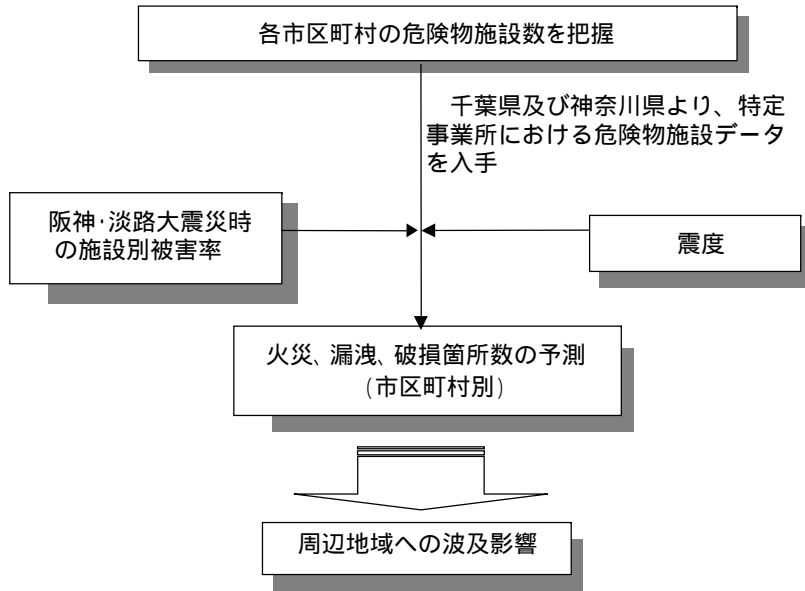 各市区町村の危険物施設数を把握
千葉県及び神奈川県より、特定
事業所における危険物施設データ
を入手
阪神・淡路大震災時
の施設別被害率
震度
火災、漏洩、破損箇所数の予測
（市区町村別）
周辺地域への波及影響